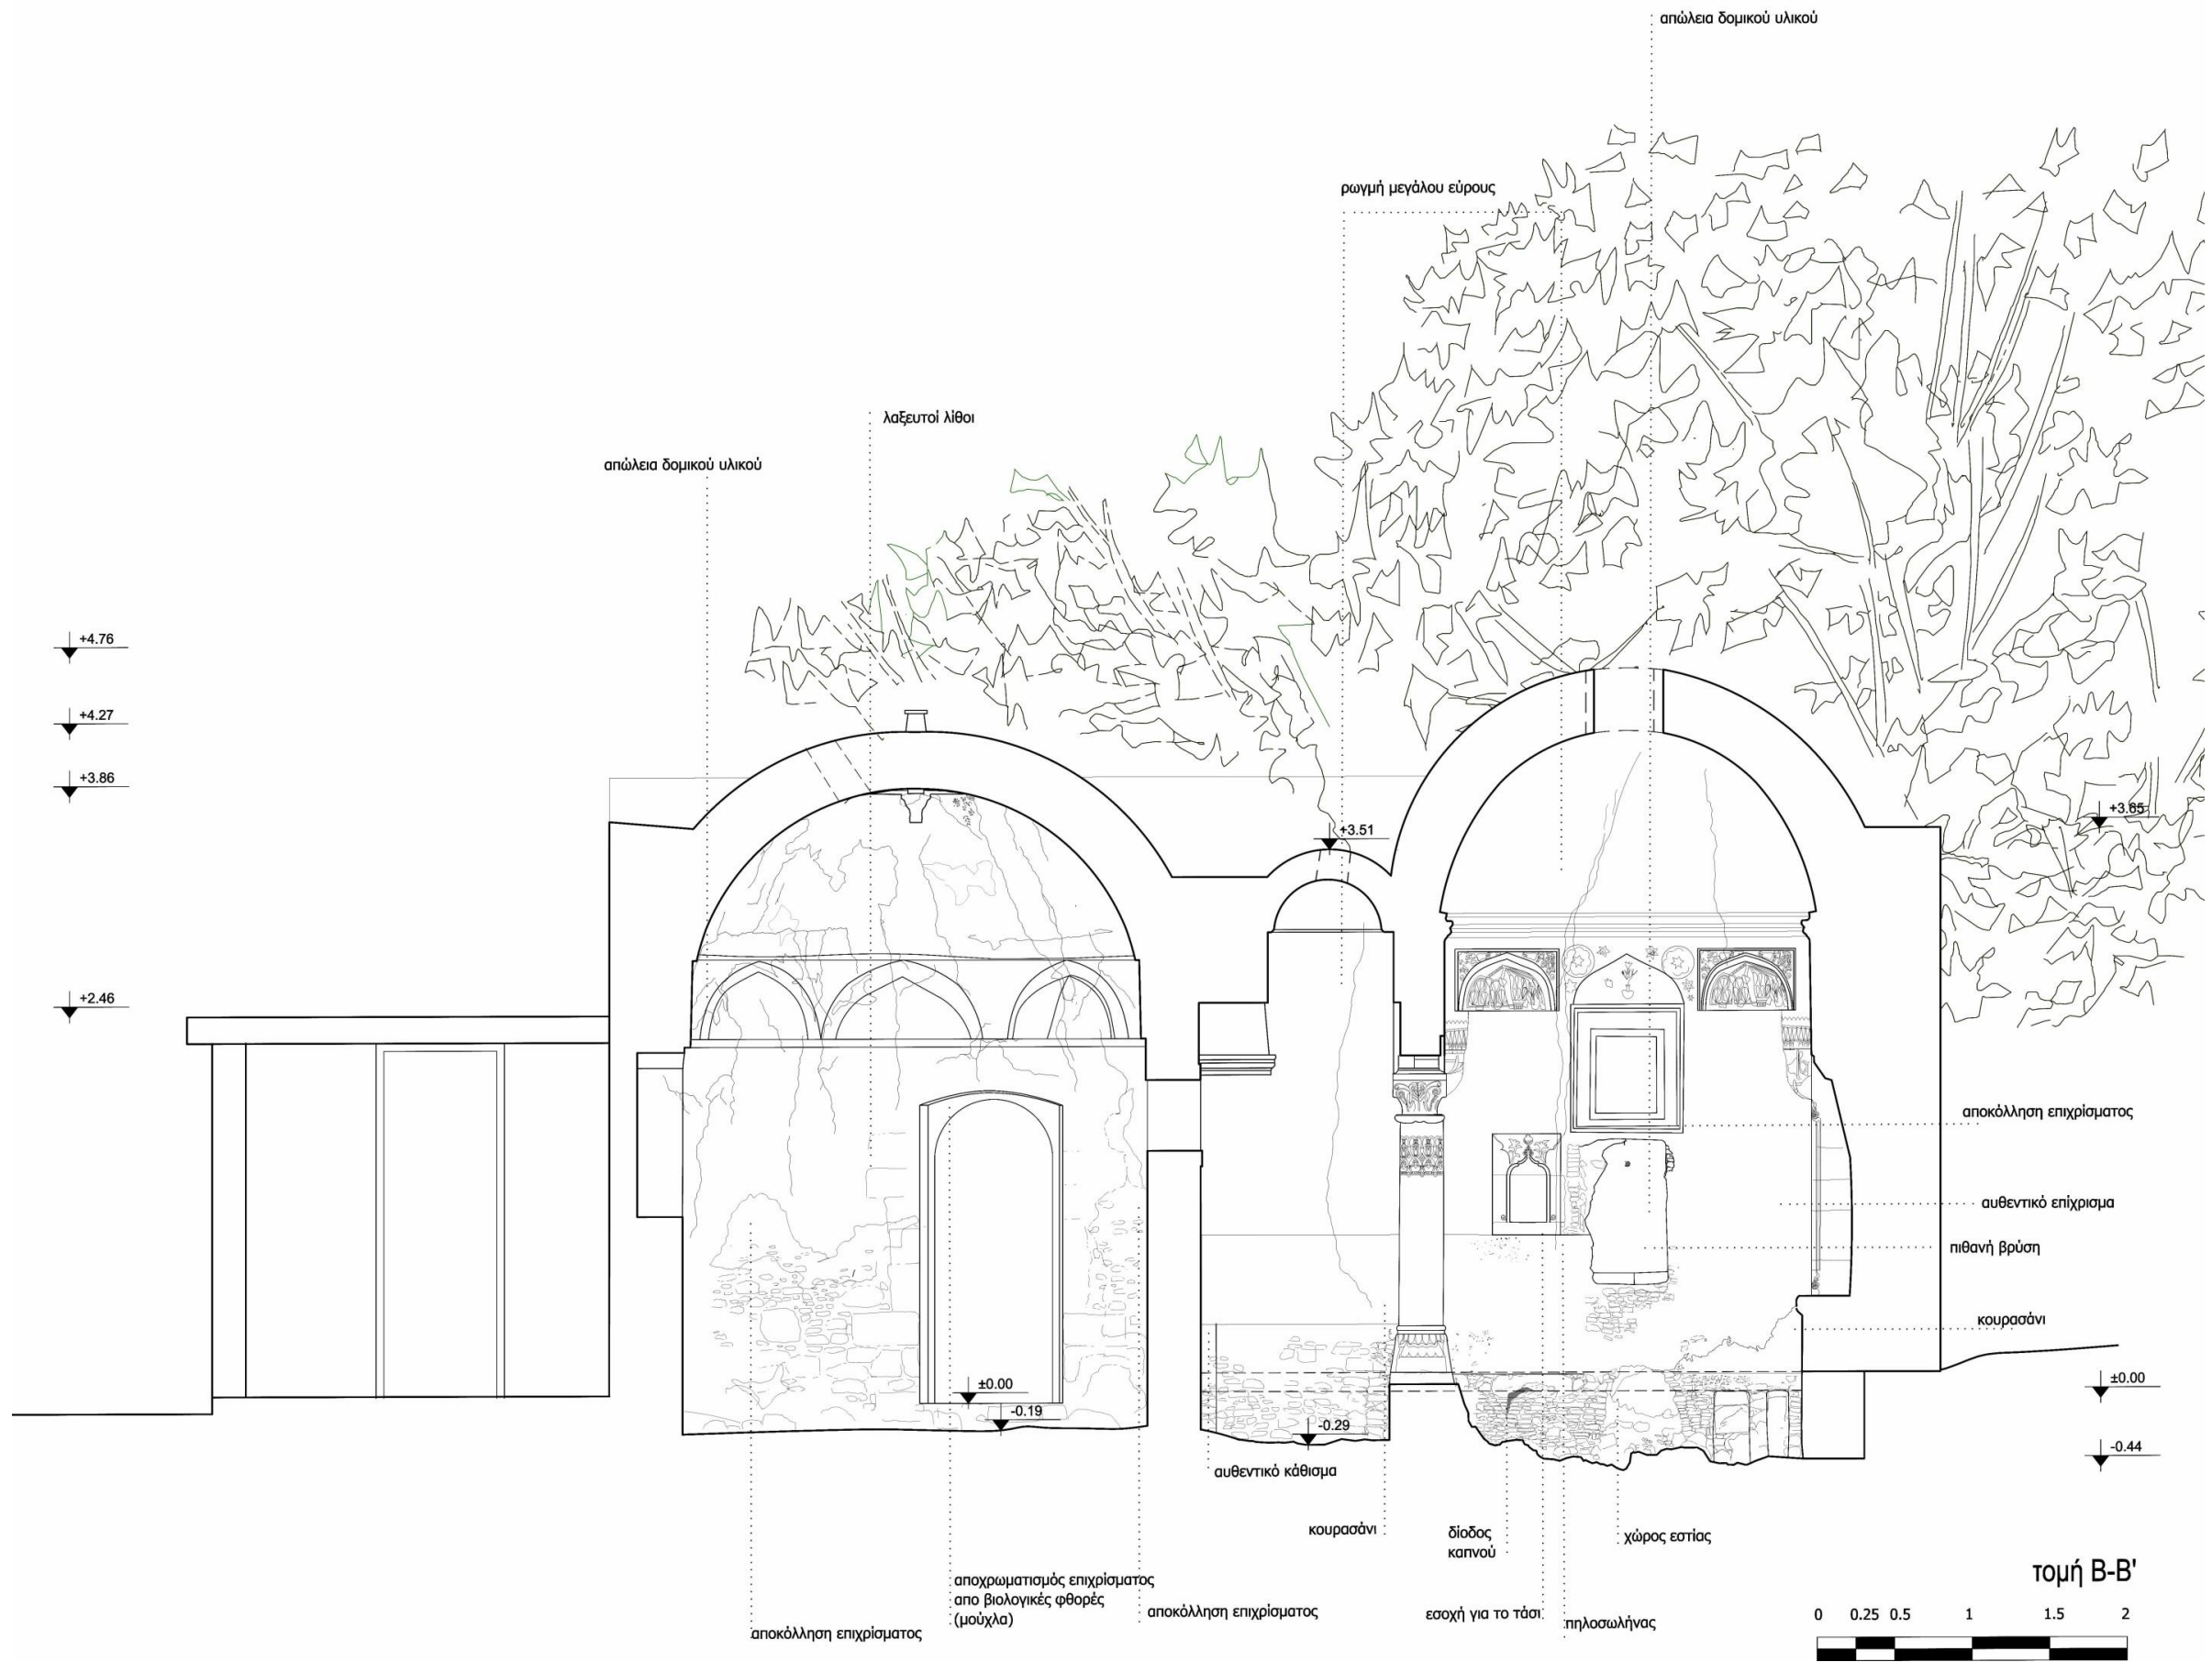 απώλεια δομικού υλικού
ρωγμή μεγάλου εύρους
λαξευτοί λίθοι
απώλεια δομικού υλικού
+4.76
+4.27
+3.86
+3.65
+3.51
+2.46
αποκόλληση επιχρίσματος
αυθεντικό επίχρισμα
πιθανή βρύση
κουρασάνι
±0.00
±0.00
-0.19
-0.29
-0.44
αυθεντικό κάθισμα
κουρασάνι
δίοδος
καπνού
χώρος εστίας
αποχρωματισμός επιχρίσματος
απο βιολογικές φθορές
(μούχλα)
αποκόλληση επιχρίσματος
εσοχή για το τάσι
πηλοσωλήνας
αποκόλληση επιχρίσματος
τομή Β-Β'
0 0.25 0.5 1 1.5 2